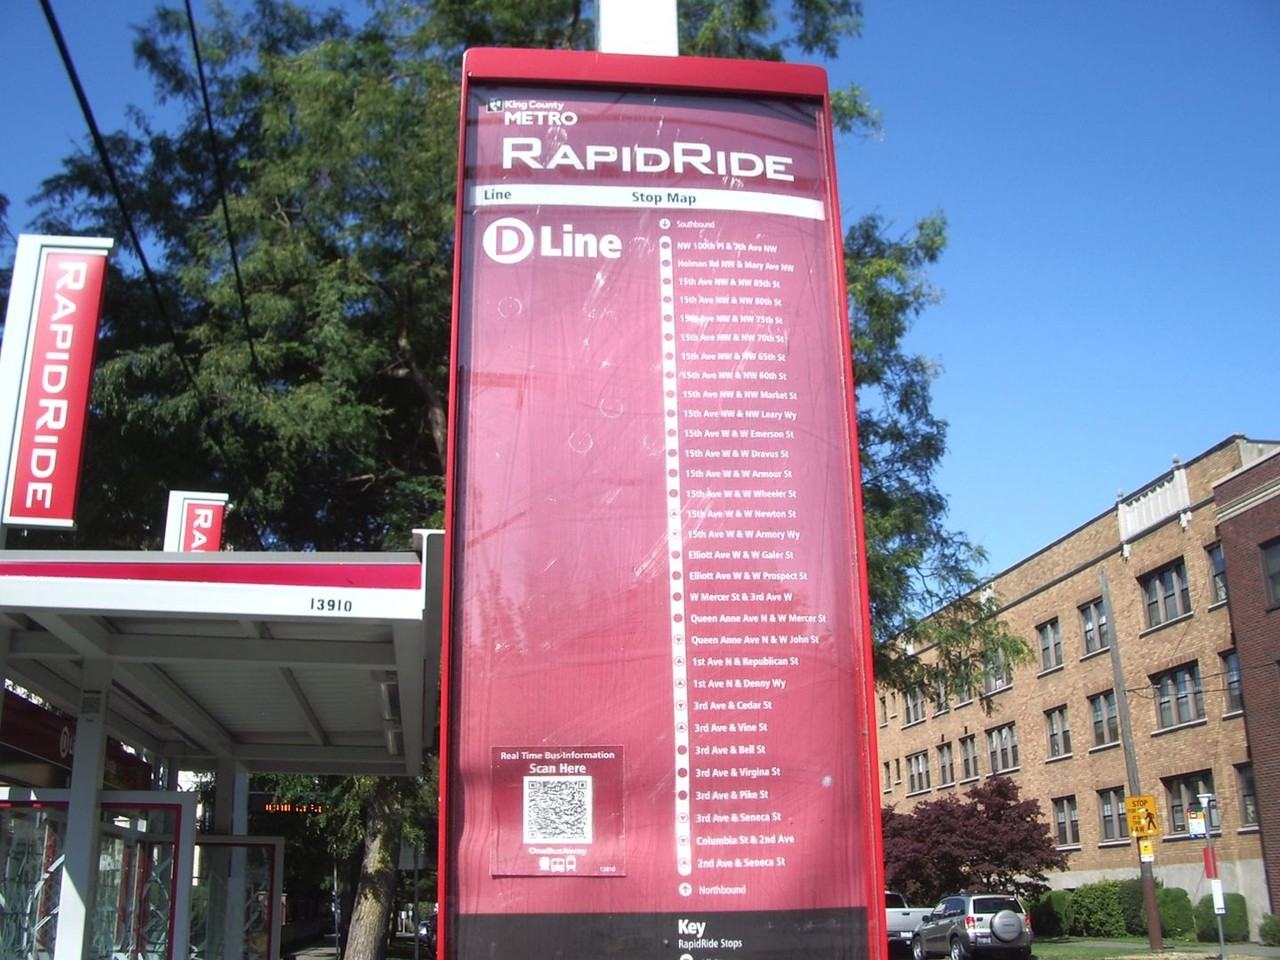 King County
METRO
RAPIDRIDE
Line Stop Map
D Line
Southbound
NW 100th Pl & 7th Ave NW
Holman Rd NW & Mary Ave NW
15th Ave NW & NW 85th St
15th Ave NW & NW 80th St
15th Ave NW & NW 75th St
15th Ave NW & NW 70th St
15th Ave NW & NW 65th St
15th Ave NW & NW 60th St
15th Ave NW & NW Market St
15th Ave NW & NW Leary Wy
15th Ave W & W Emerson St
15th Ave W & W Dravus St
15th Ave W & W Armour St
15th Ave W & W Wheeler St
15th Ave W & W Newton St
15th Ave W & W Armory Wy
Elliott Ave W & W Galer St
Elliott Ave W & W Prospect St
W Mercer St & 3rd Ave W
Queen Anne Ave N & W Mercer St
Queen Anne Ave N & W John St
1st Ave N & Republican St
1st Ave N & Denny Wy
3rd Ave & Cedar St
3rd Ave & Vine St
3rd Ave & Bell St
3rd Ave & Virgina St
3rd Ave & Pike St
3rd Ave & Seneca St
Columbia St & 2nd Ave
2nd Ave & Seneca St
Northbound
Real Time Bus Information
Scan Here
OneBusAway
13910
Key
RapidRide Stops
RAPIDRIDE
RA
13910
D
STOP
LAW